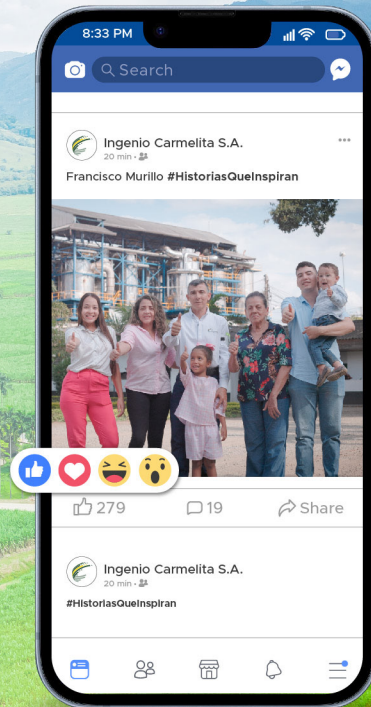 8:33 PM
Search
Ingenio Carmelita S.A.
20 min
Francisco Murillo #HistoriasQueInspiran
279
19
Share
Ingenio Carmelita S.A.
20 min
#HistoriasQueInspiran